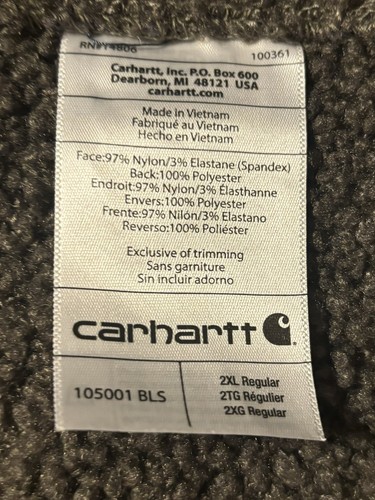 100361
Carhartt, Inc. P.O. Box 600
Dearborn, MI 48121 USA
carhartt.com
Made in Vietnam
Fabriqué au Vietnam
Hecho en Vietnam
Face:97% Nylon/3% Elastane (Spandex)
Back:100% Polyester
Endroit:97% Nylon/3% Élasthanne
Envers:100% Polyester
Frente:97% Nilón/3% Elastano
Reverso:100% Poliéster
Exclusive of trimming
Sans garniture
Sin incluir adorno
carhartt
105001 BLS
2XL Regular
2TG Régulier
2XG Regular